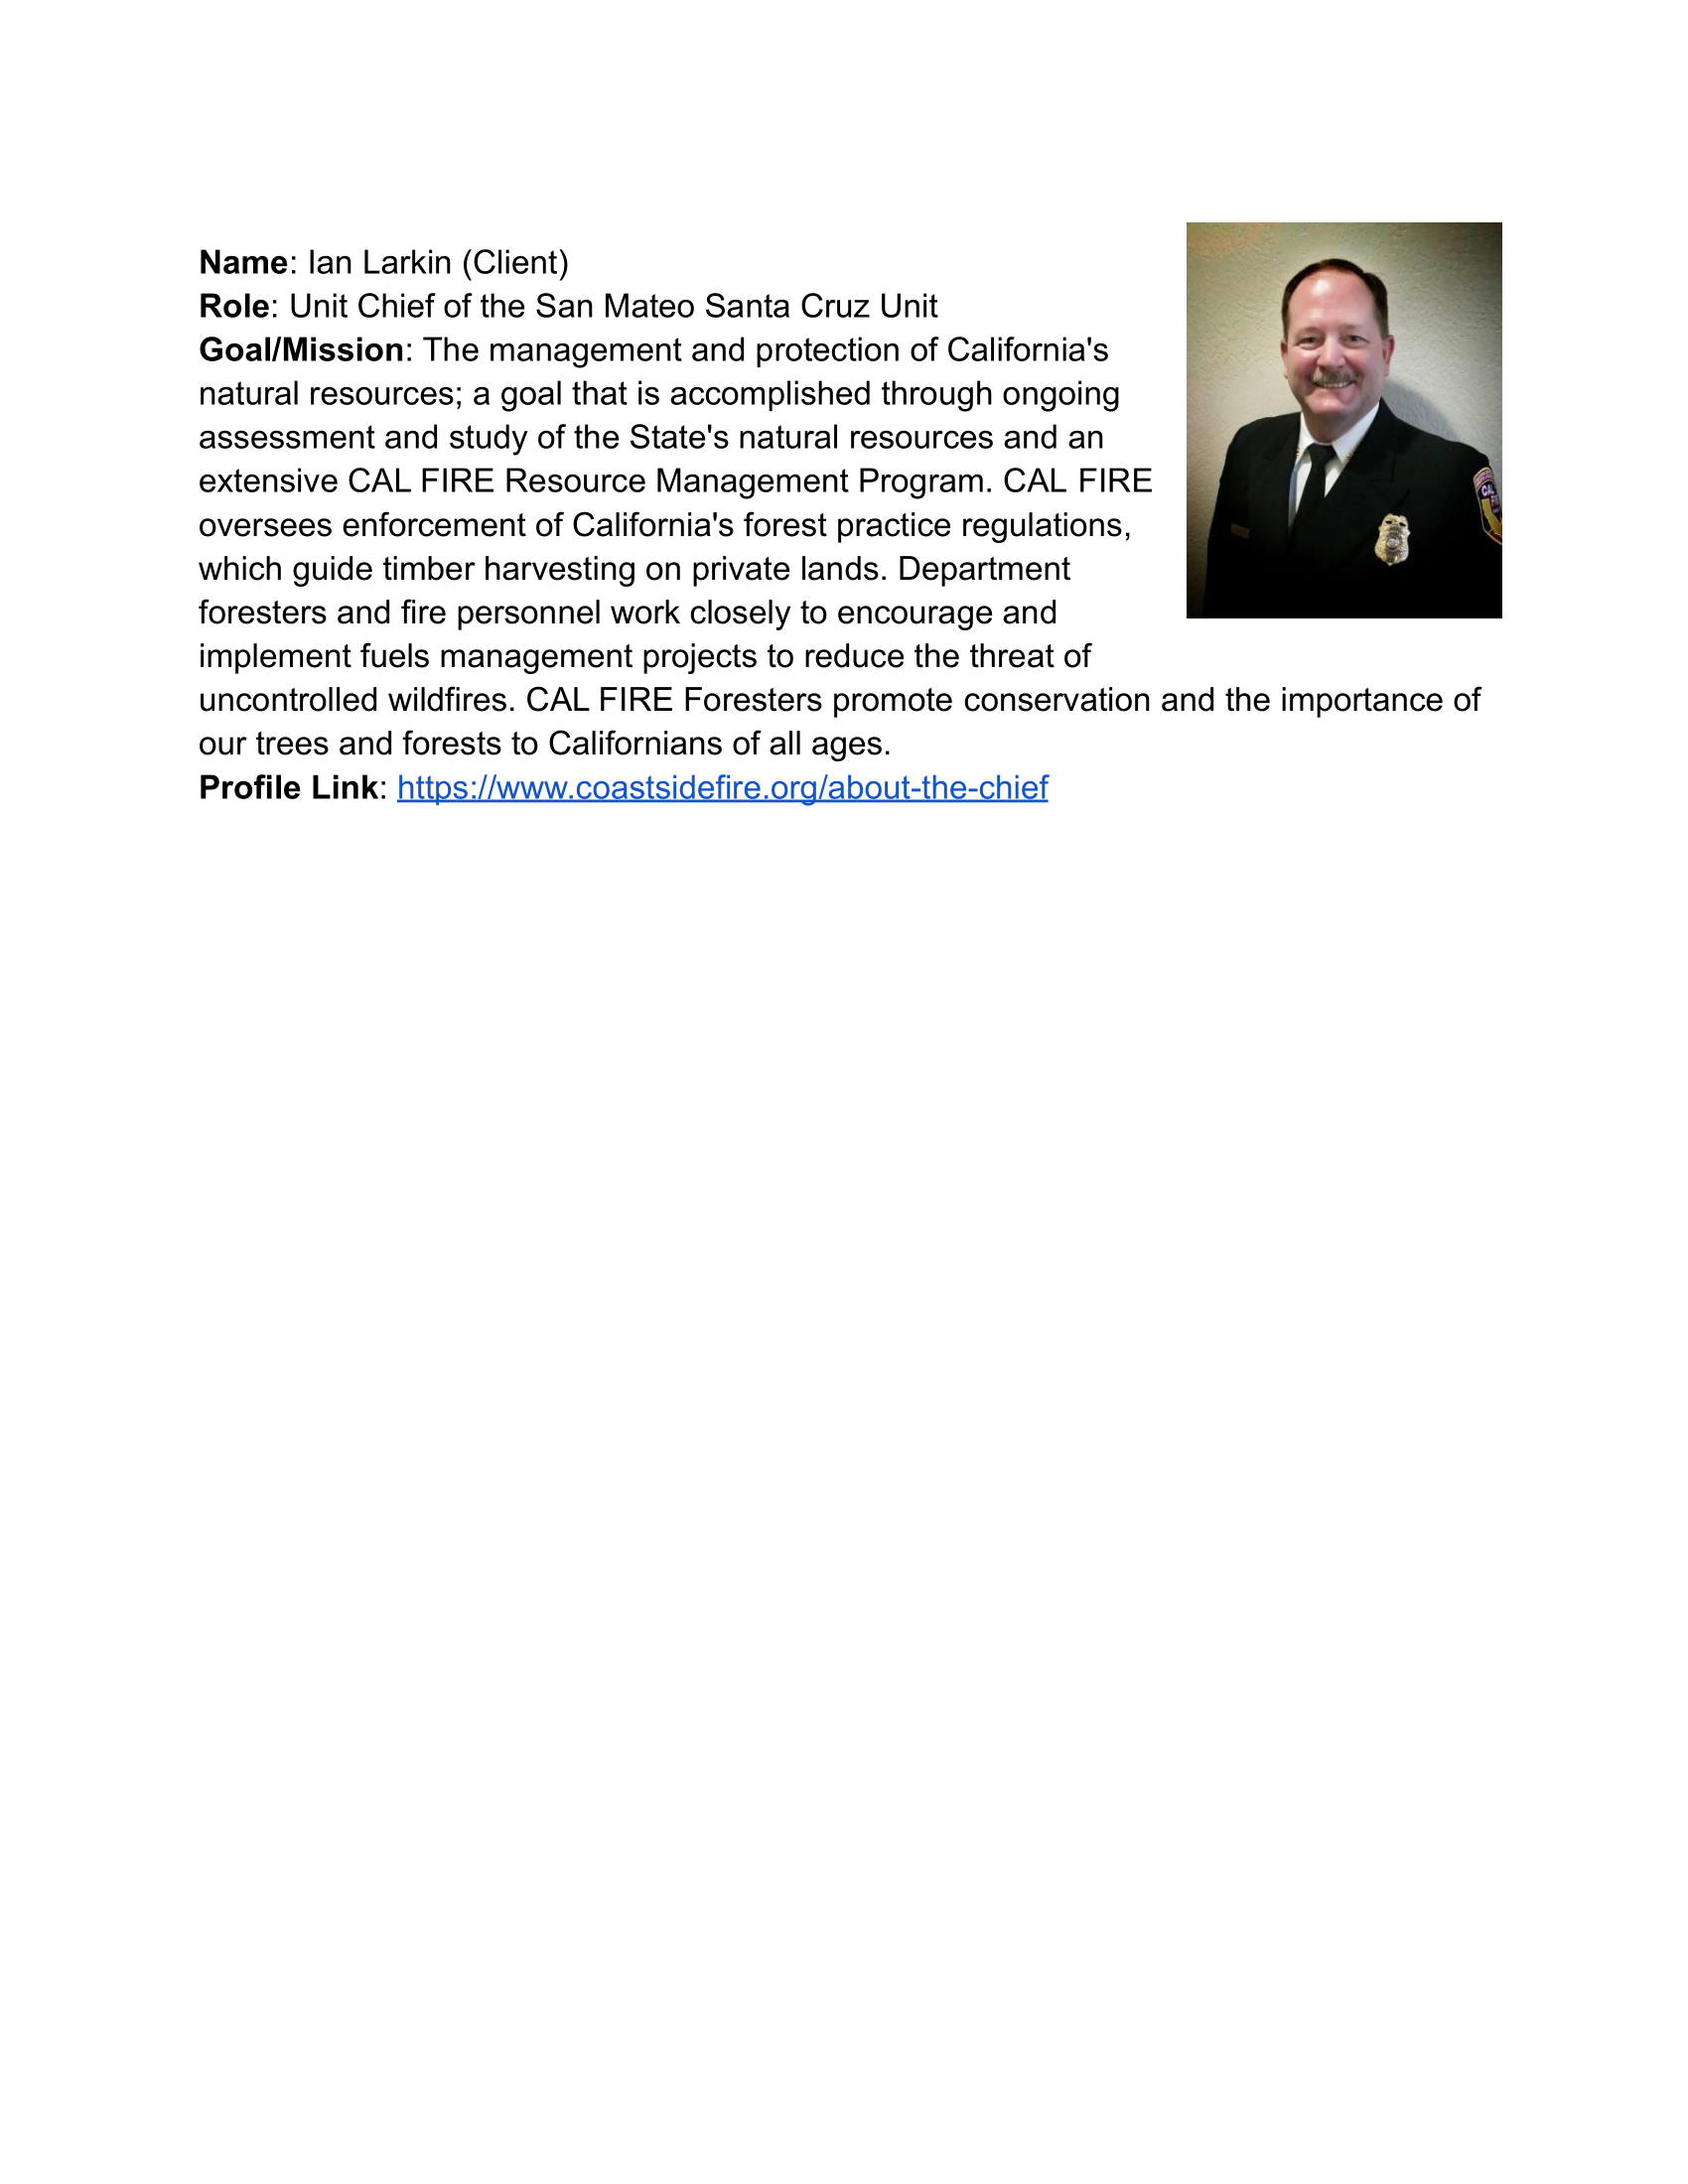 Name: Ian Larkin (Client)
Role: Unit Chief of the San Mateo Santa Cruz Unit
Goal/Mission: The management and protection of California's
natural resources; a goal that is accomplished through ongoing
assessment and study of the State's natural resources and an
extensive CAL FIRE Resource Management Program. CAL FIRE
oversees enforcement of California's forest practice regulations,
which guide timber harvesting on private lands. Department
foresters and fire personnel work closely to encourage and
implement fuels management projects to reduce the threat of
uncontrolled wildfires. CAL FIRE Foresters promote conservation and the importance of
our trees and forests to Californians of all ages.
Profile Link: https://www.coastsidefire.org/about-the-chief